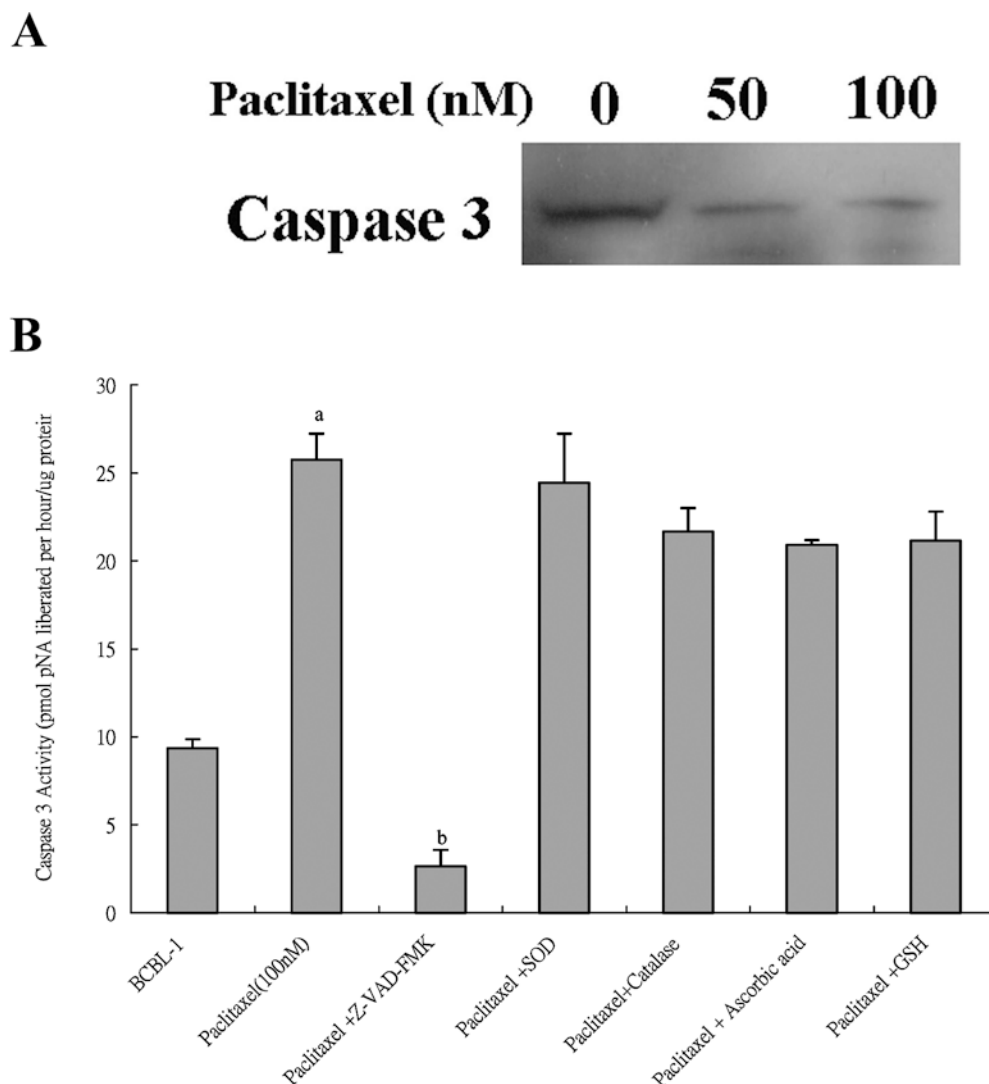 A
Paclitaxel (nM) 0 50 100
Caspase 3
B
Caspase 3 Activity (pmol pNA liberated per hour/ug proteir
30
25
20
15
10
5
0
a
b
BCBL-1
Paclitaxel(100nM)
Paclitaxel +Z-VAD-FMK
Paclitaxel +SOD
Paclitaxel+Catalase
Paclitaxel + Ascorbic acid
Paclitaxel +GSH